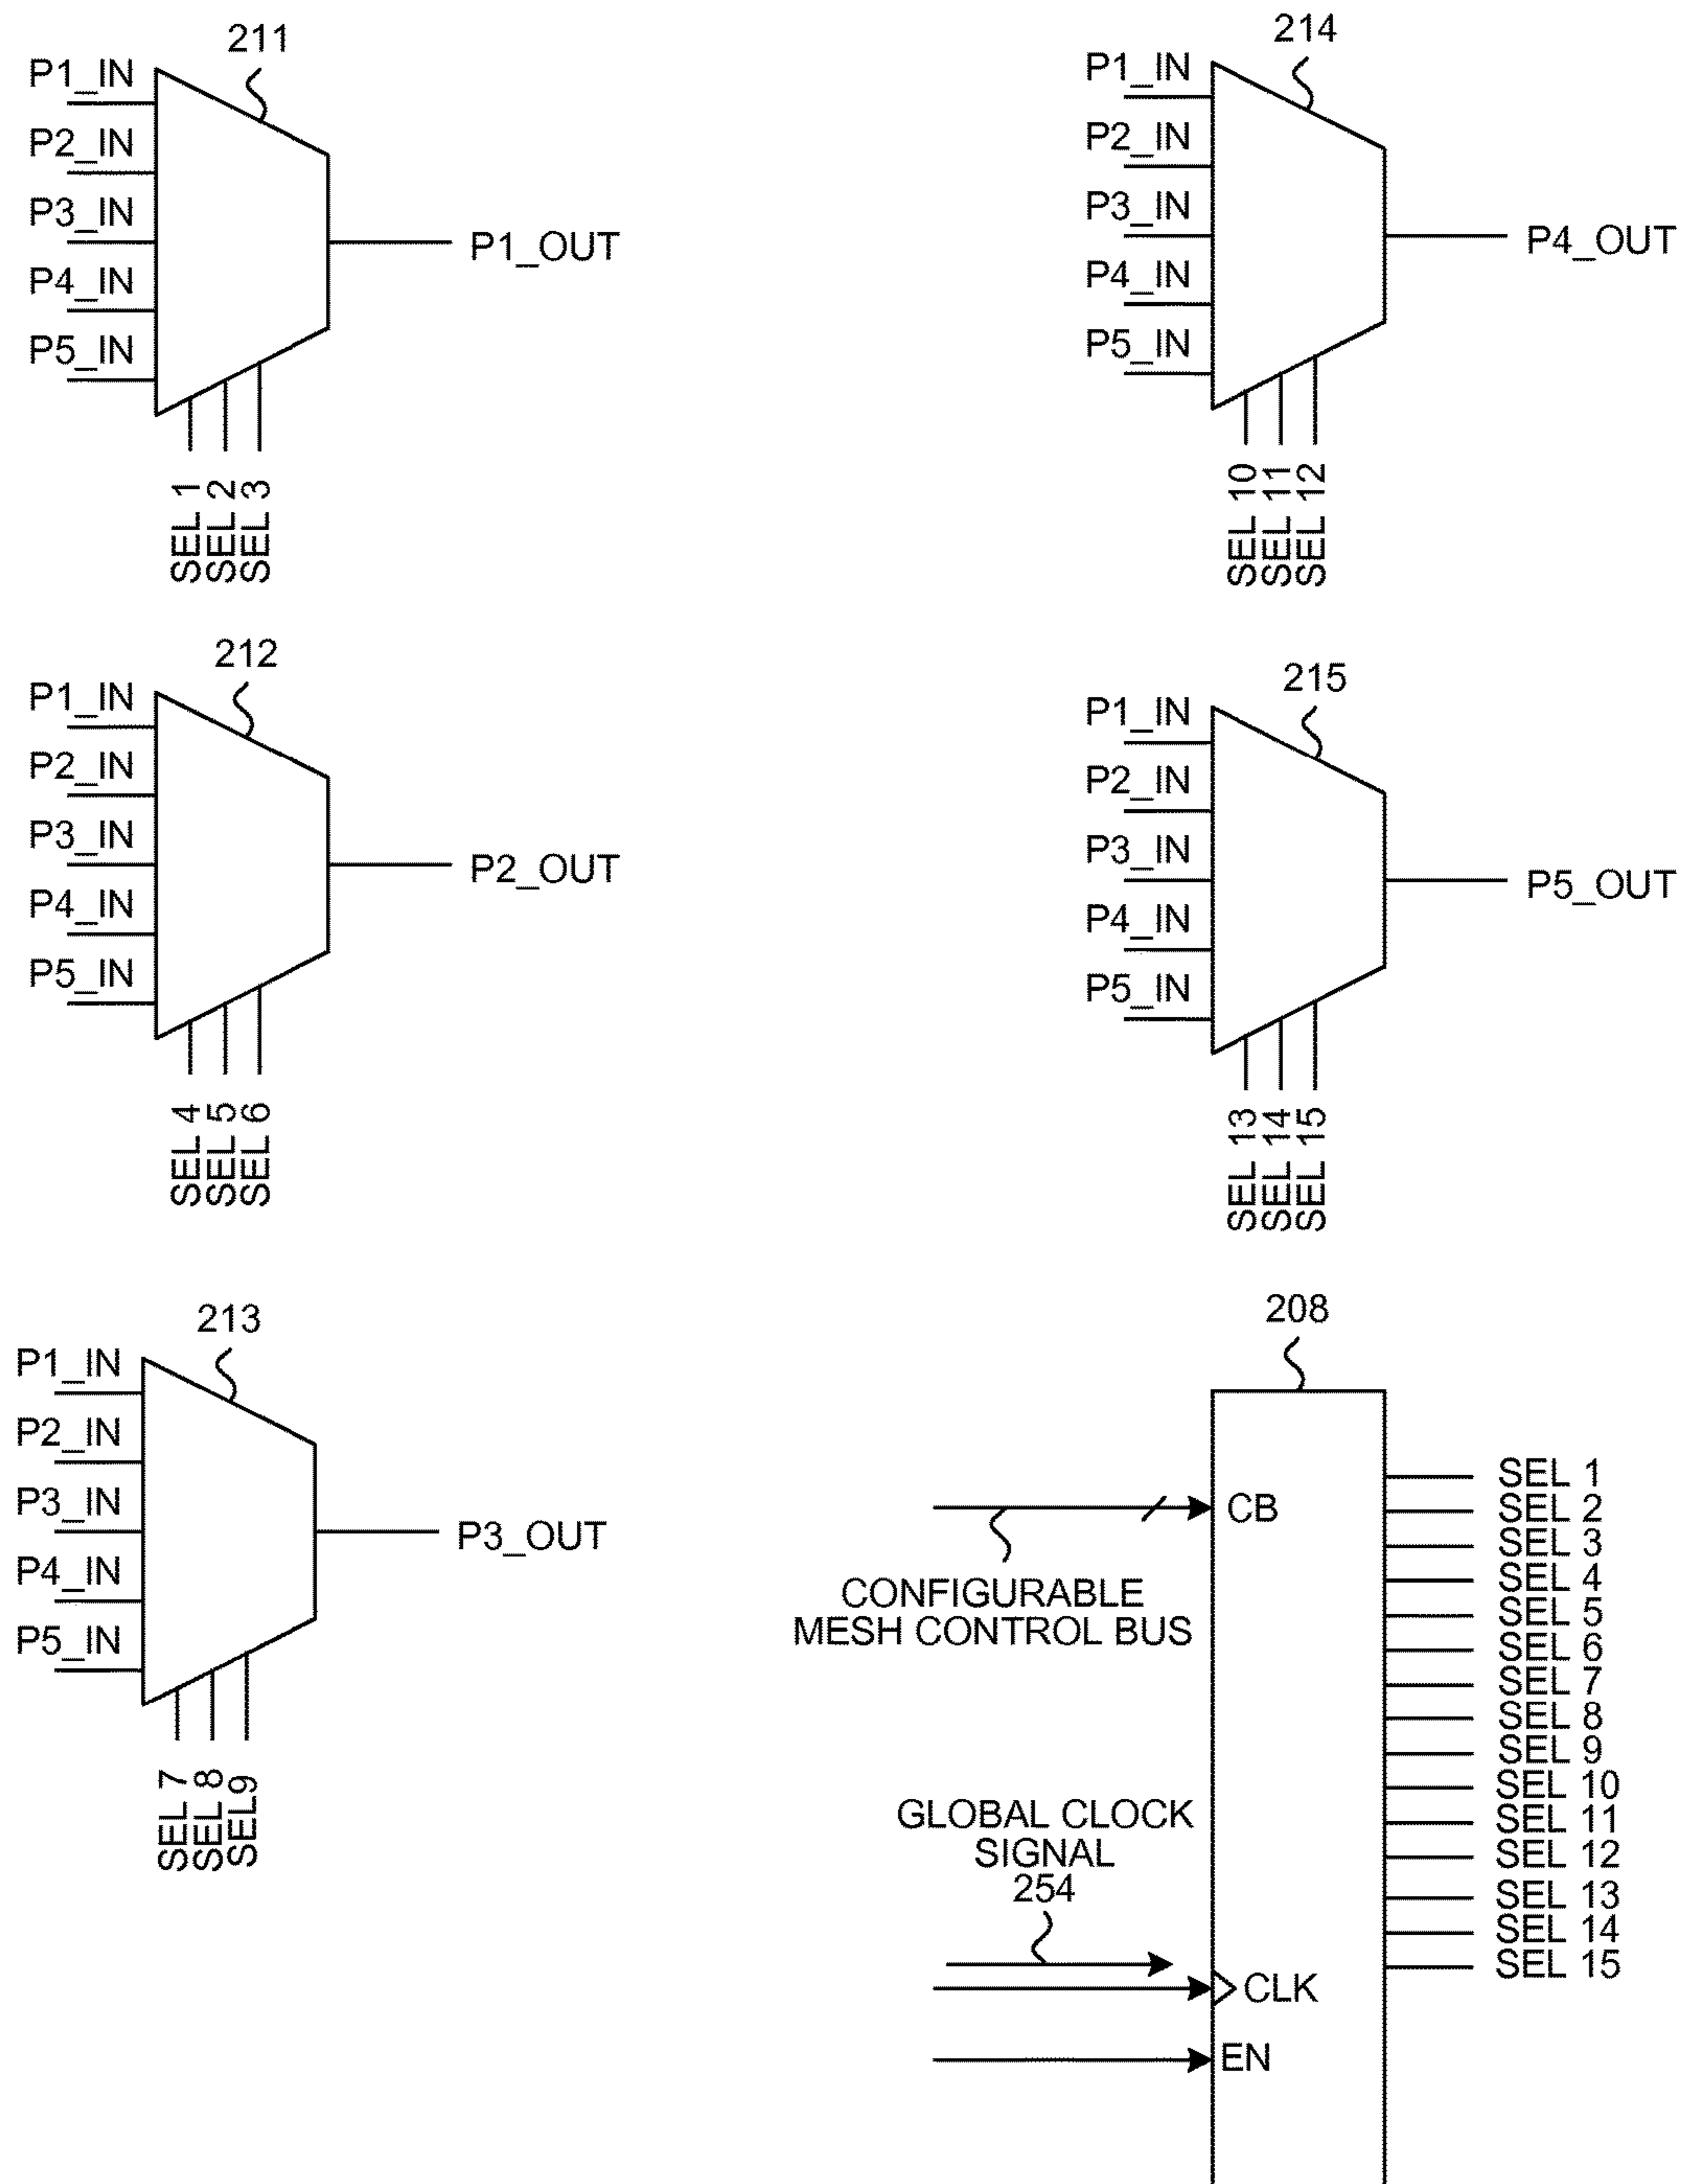 211
P1_IN
P2_IN
P3_IN
P4_IN
P5_IN
P1_OUT
SEL 1
SEL 2
SEL 3
214
P1_IN
P2_IN
P3_IN
P4_IN
P5_IN
P4_OUT
SEL 10
SEL 11
SEL 12
212
P1_IN
P2_IN
P3_IN
P4_IN
P5_IN
P2_OUT
SEL 4
SEL 5
SEL 6
215
P1_IN
P2_IN
P3_IN
P4_IN
P5_IN
P5_OUT
SEL 13
SEL 14
SEL 15
213
P1_IN
P2_IN
P3_IN
P4_IN
P5_IN
P3_OUT
SEL 7
SEL 8
SEL9
208
CB
CONFIGURABLE
MESH CONTROL BUS
GLOBAL CLOCK
SIGNAL
254
CLK
EN
SEL 1
SEL 2
SEL 3
SEL 4
SEL 5
SEL 6
SEL 7
SEL 8
SEL 9
SEL 10
SEL 11
SEL 12
SEL 13
SEL 14
SEL 15